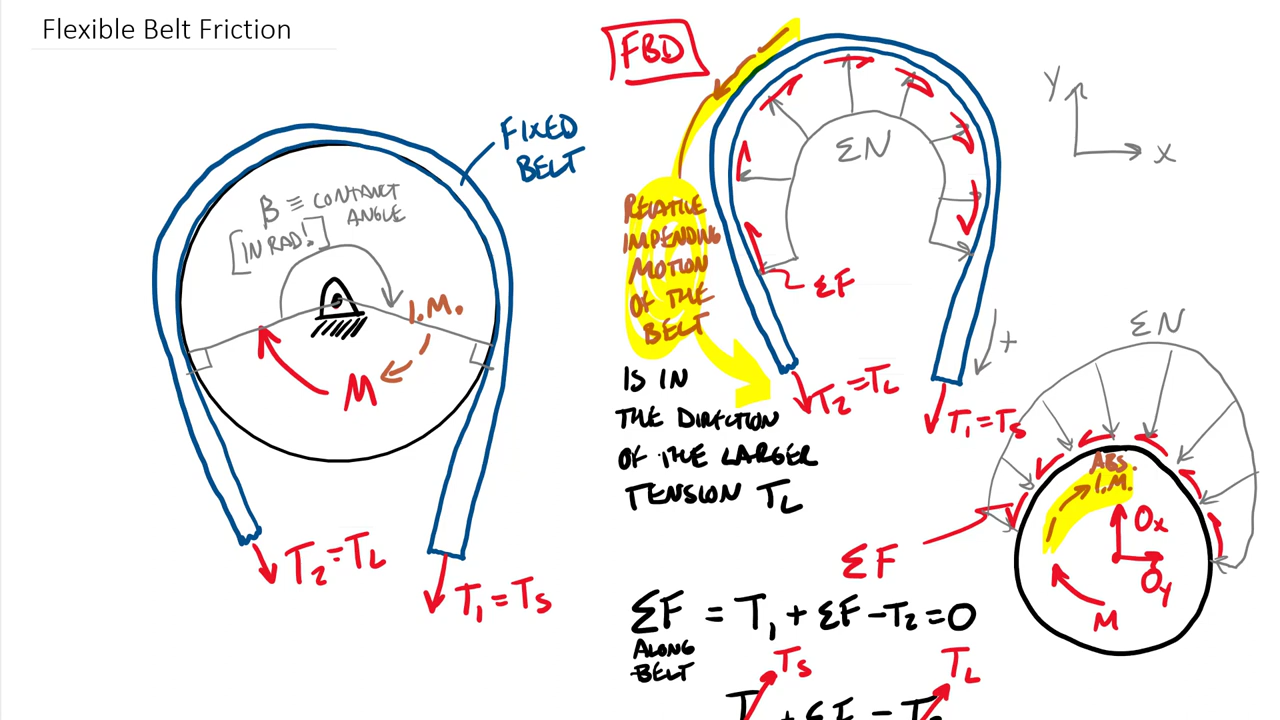 Flexible Belt Friction
FIXED
BELT
β ≡ CONTACT
ANGLE
[IN RAD!]
I.M.
M
T2 = TL
T1 = TS
FBD
ΣN
Y
X
RELATIVE
IMPENDING
MOTION
OF THE
BELT
IS IN
THE DIRECTION
OF THE LARGER
TENSION TL
ΣF
+
T2 = TL
T1 = TS
ΣN
ABS.
I.M.
Ox
Oy
M
ΣF
ΣF = T1 + ΣF - T2 = 0
ALONG
BELT
TS
TL
T + ΣF - T2